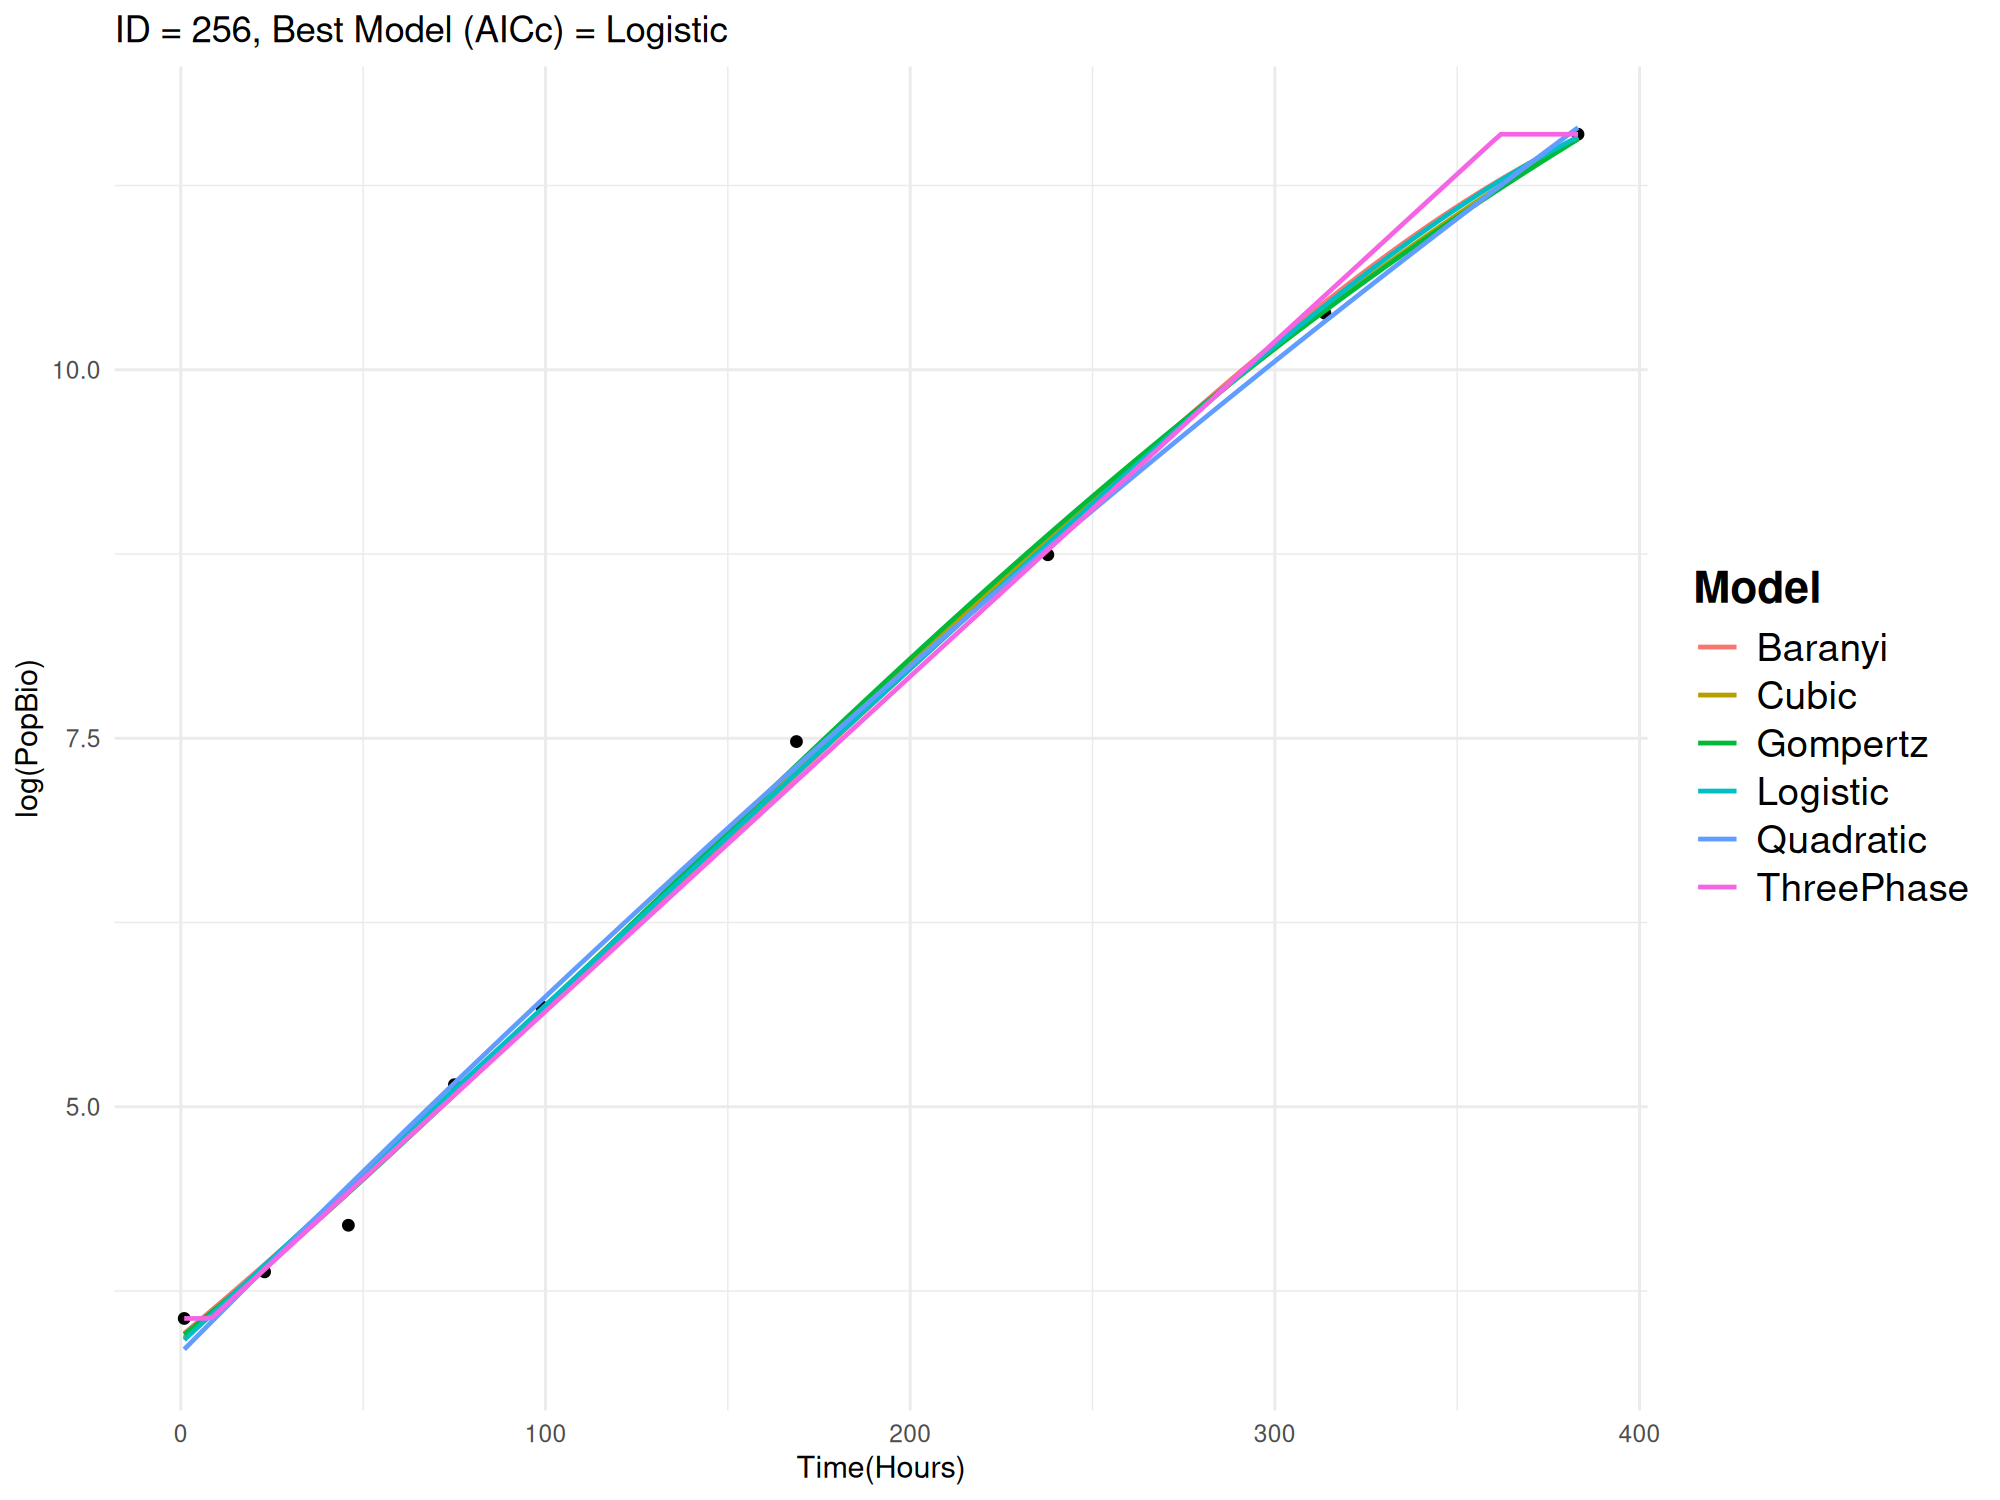 ID = 256, Best Model (AICc) = Logistic
10.0
7.5
5.0
log(PopBio)
0
100
200
300
400
Time(Hours)
Model
Baranyi
Cubic
Gompertz
Logistic
Quadratic
ThreePhase